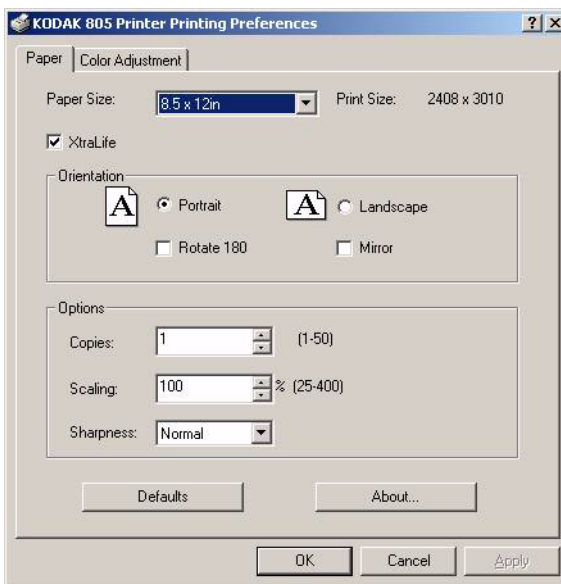 KODAK 805 Printer Printing Preferences
Paper Color Adjustment
Paper Size: 8.5 x 12in Print Size: 2408 x 3010
XtraLife
Orientation
A Portrait A Landscape
Rotate 180 Mirror
Options
Copies: 1 (1-50)
Scaling: 100 % (25-400)
Sharpness: Normal
Defaults About...
OK Cancel Apply